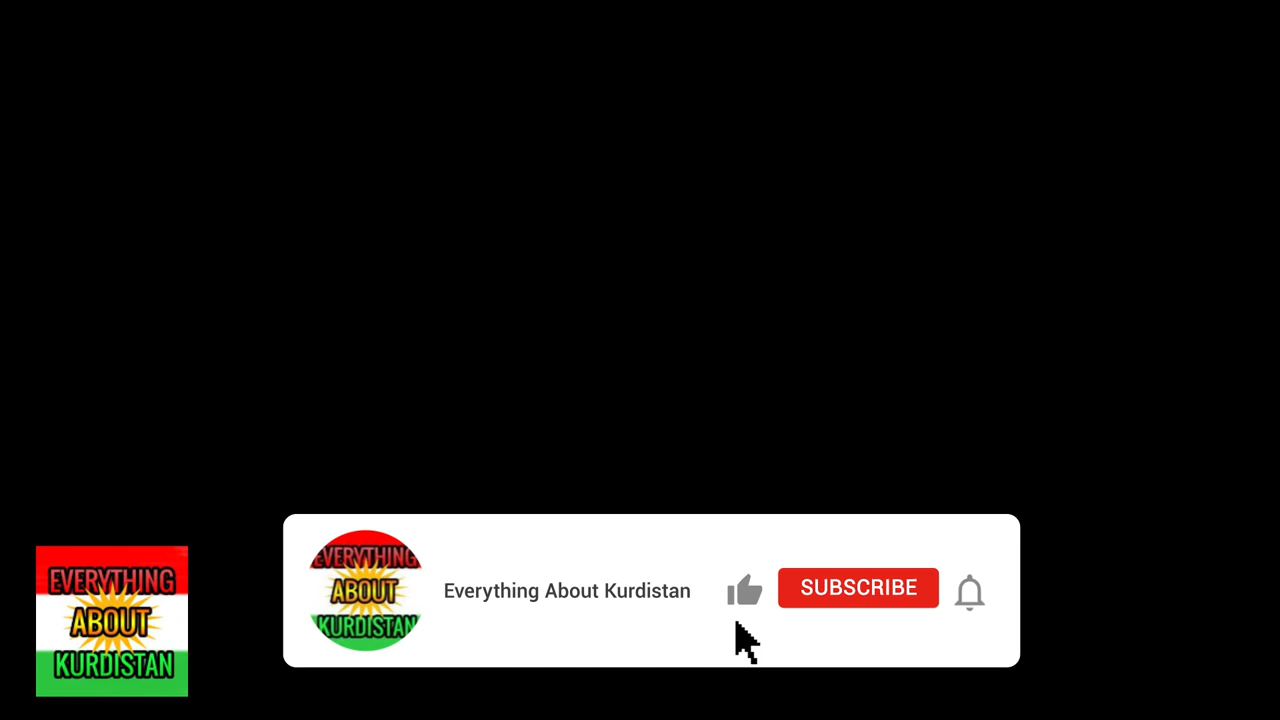 EVERYTHING
ABOUT
KURDISTAN
EVERYTHING
ABOUT
KURDISTAN
Everything About Kurdistan
SUBSCRIBE